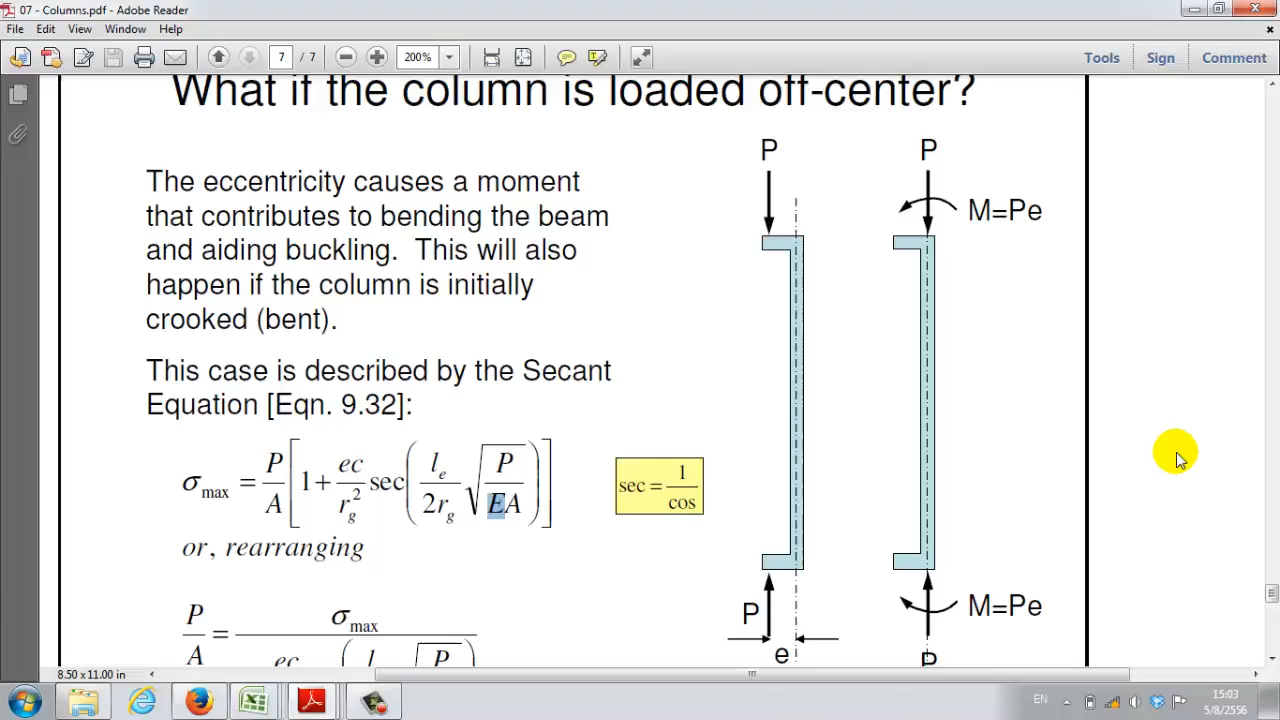 07 - Columns.pdf - Adobe Reader
File Edit View Window Help
7 / 7 200% Tools Sign Comment
What if the column is loaded off-center?
The eccentricity causes a moment
that contributes to bending the beam
and aiding buckling. This will also
happen if the column is initially
crooked (bent).
This case is described by the Secant
Equation [Eqn. 9.32]:
σmax = P/A [1 + ec/rg² sec(le/2rg √(P/EA))]
sec = 1/cos
or, rearranging
P/A = σmax
ec l P
P
P
M=Pe
P
M=Pe
e
P
8.50 x 11.00 in
EN
15:03
5/8/2556